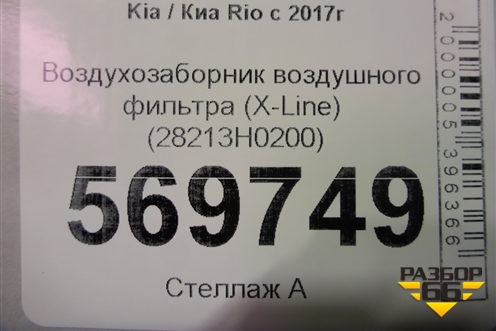 Kia / Киа Rio с 2017г
Воздухозаборник воздушного
фильтра (X-Line)
(28213H0200)
569749
Стеллаж А
2000005396366
РАЗБОР
66